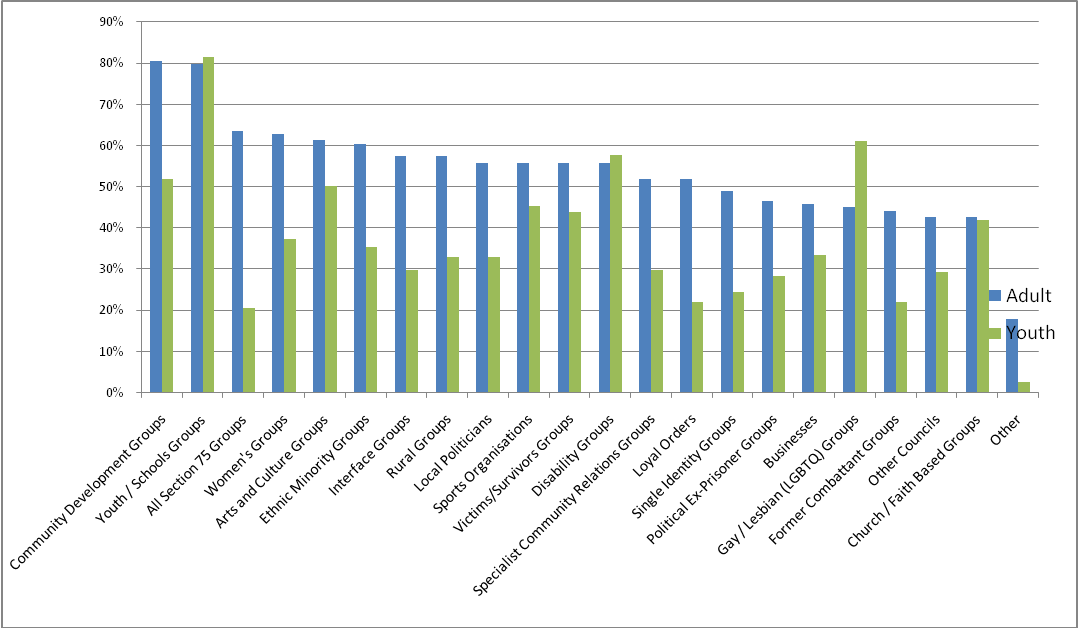 90%
80%
70%
60%
50%
40%
30%
20%
10%
0%
Adult
Youth
Community Development Groups
Youth / Schools Groups
All Section 75 Groups
Women's Groups
Arts and Culture Groups
Ethnic Minority Groups
Interface Groups
Rural Groups
Local Politicians
Sports Organisations
Victims/Survivors Groups
Disability Groups
Specialist Community Relations Groups
Loyal Orders
Single Identity Groups
Political Ex-Prisoner Groups
Businesses
Gay / Lesbian (LGBTQ) Groups
Former Combattant Groups
Other Councils
Church / Faith Based Groups
Other